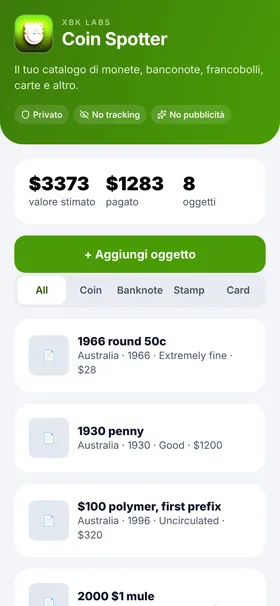 XBK LABS
Coin Spotter
Il tuo catalogo di monete, banconote, francobolli,
carte e altro.
Privato No tracking No pubblicità
$3373 $1283 8
valore stimato pagato oggetti
+ Aggiungi oggetto
All Coin Banknote Stamp Card
1966 round 50c
Australia · 1966 · Extremely fine ·
$28
1930 penny
Australia · 1930 · Good · $1200
$100 polymer, first prefix
Australia · 1996 · Uncirculated ·
$320
2000 $1 mule